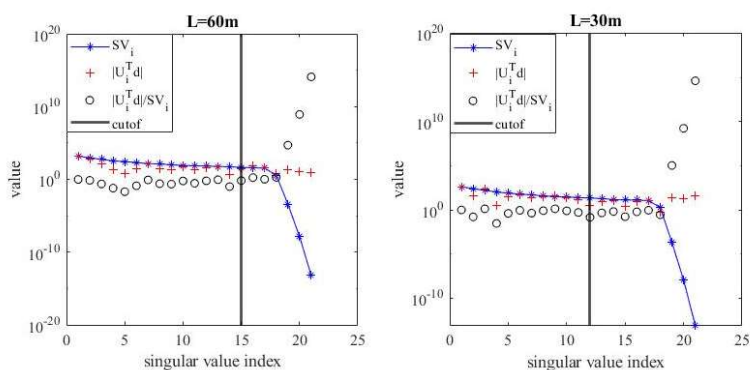 L=60m
10^20
10^10
10^0
10^-10
10^-20
value
SV_i
|U_i^T d|
|U_i^T d|/SV_i
cutof
0 5 10 15 20 25
singular value index
L=30m
10^20
10^10
10^0
10^-10
value
SV_i
|U_i^T d|
|U_i^T d|/SV_i
cutof
0 5 10 15 20 25
singular value index